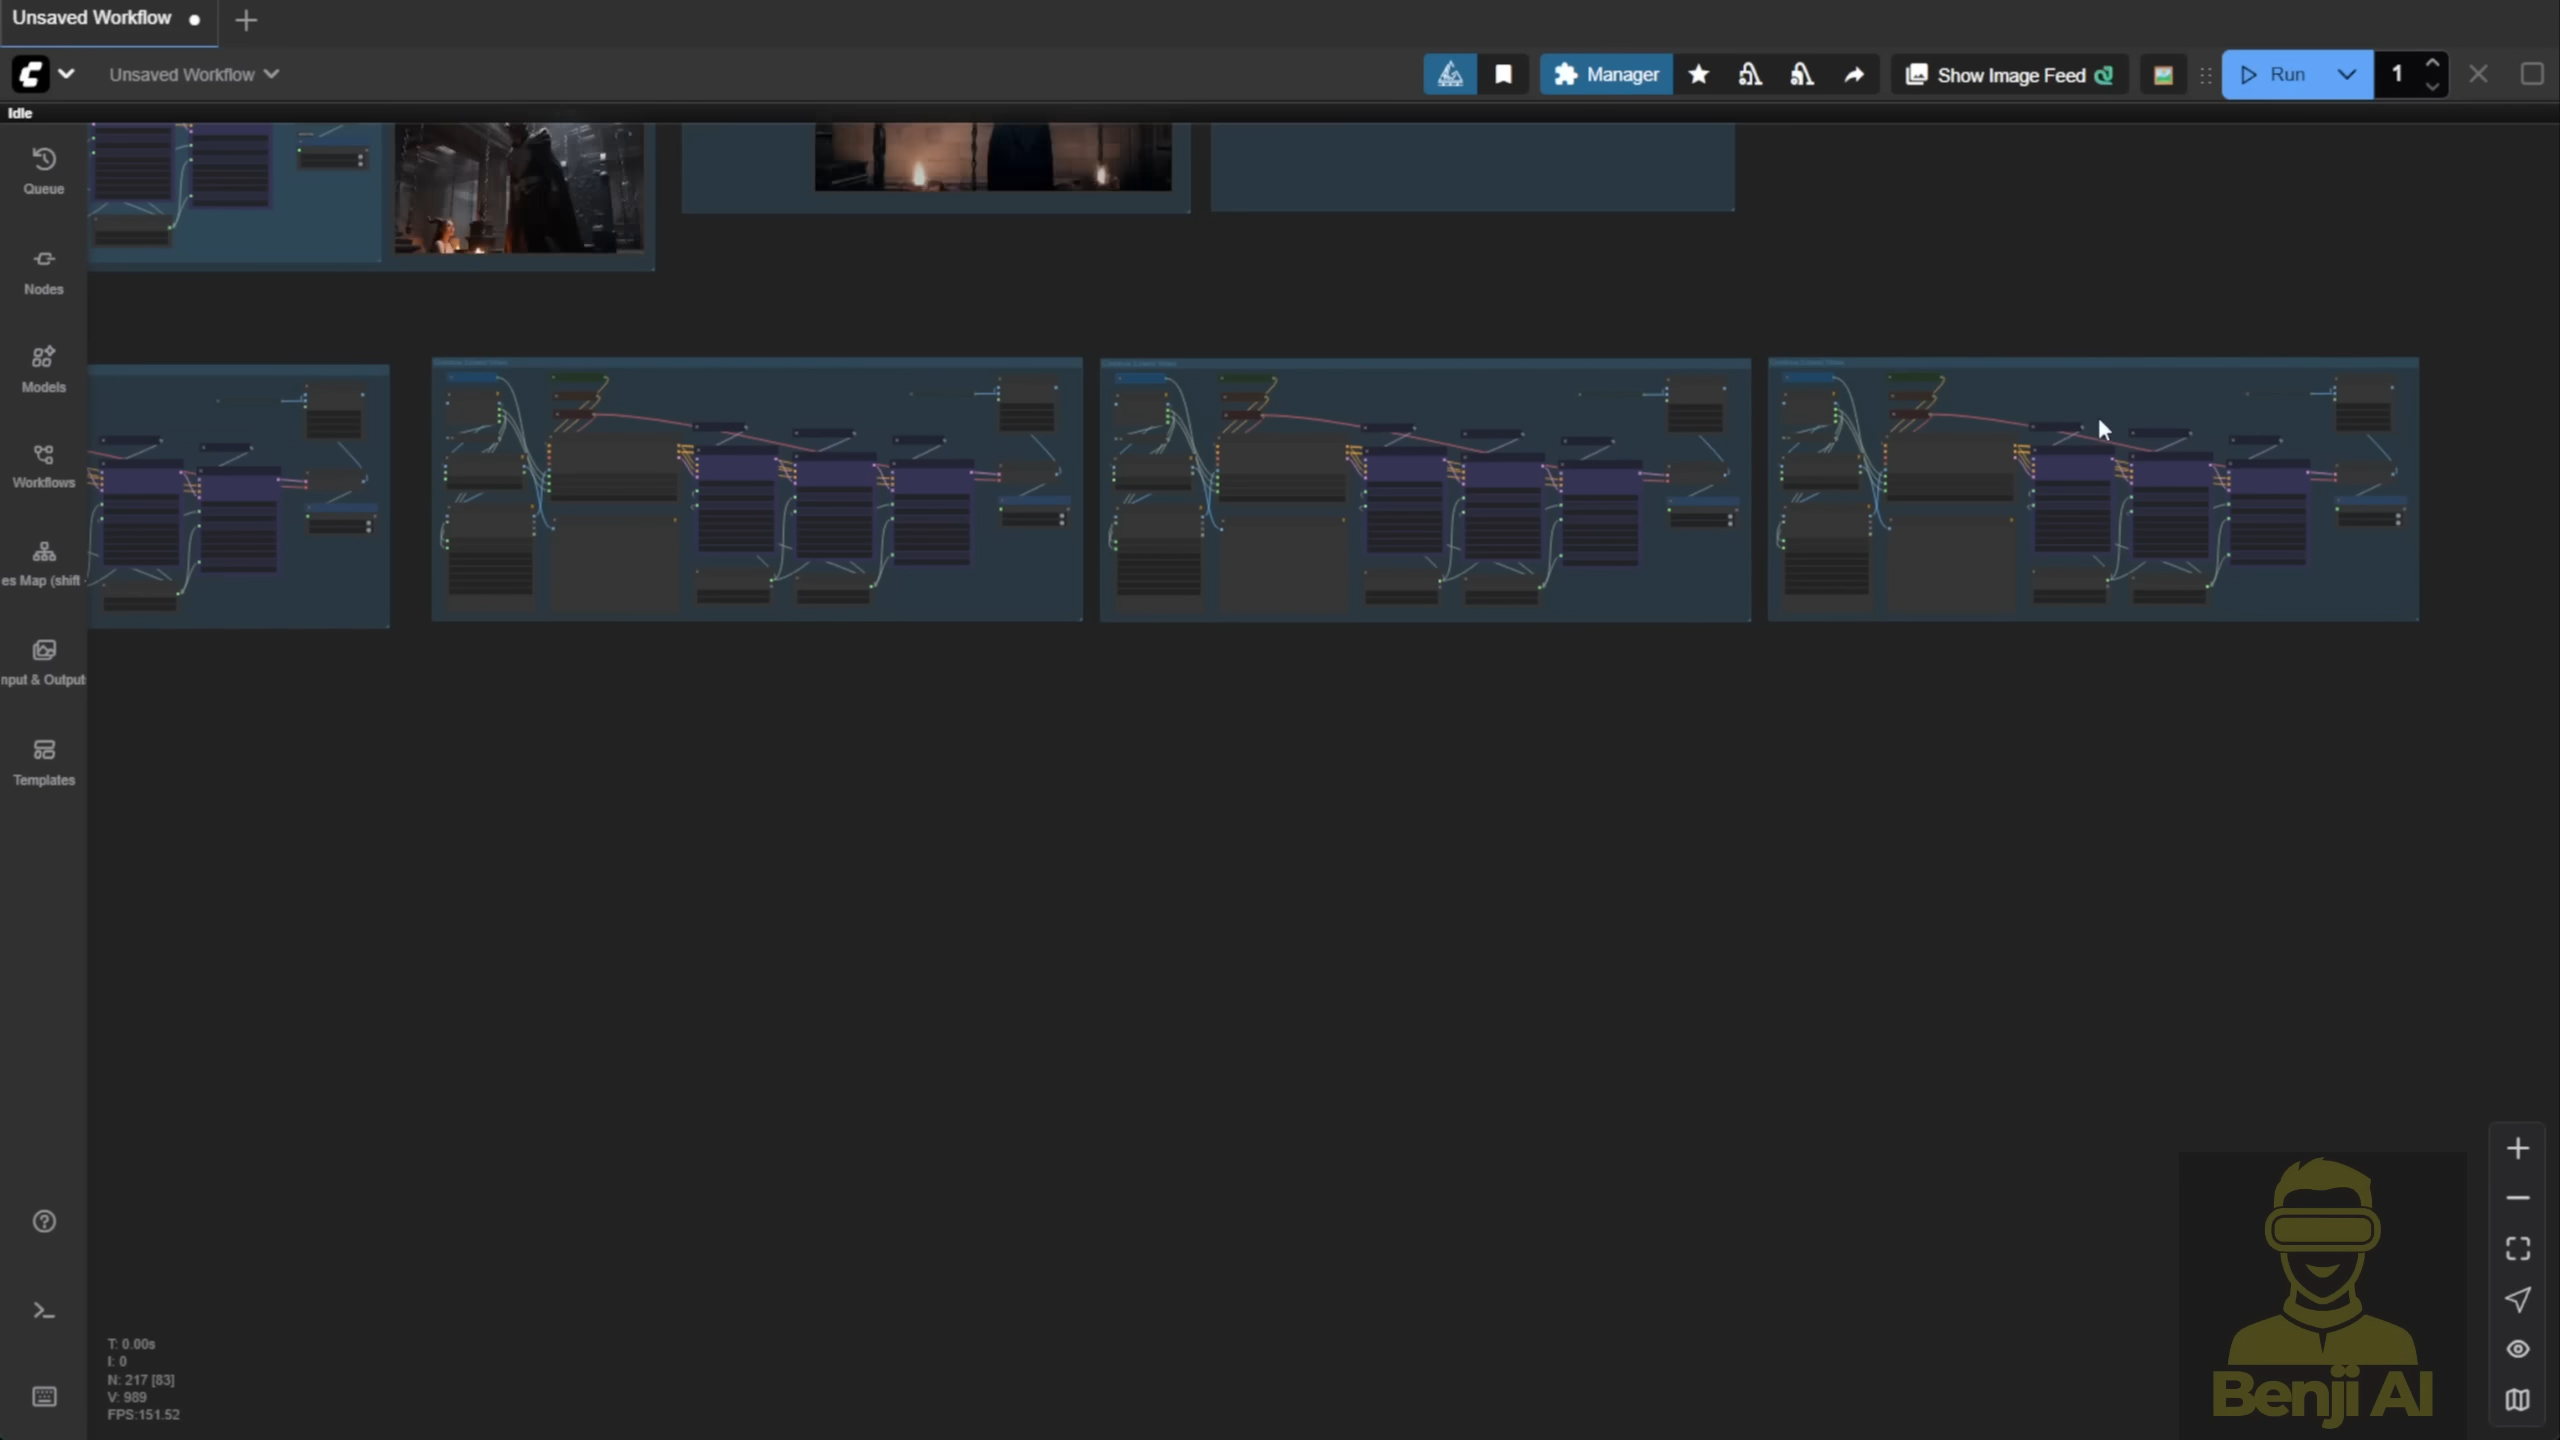 Unsaved Workflow
Unsaved Workflow
Manager
Show Image Feed
Run
1
Idle
Queue
Nodes
Models
Workflows
es Map (shift
nput & Output
Templates
T: 0.00s
I: 0
N: 217 [83]
V: 989
FPS:151.52
Benji AI